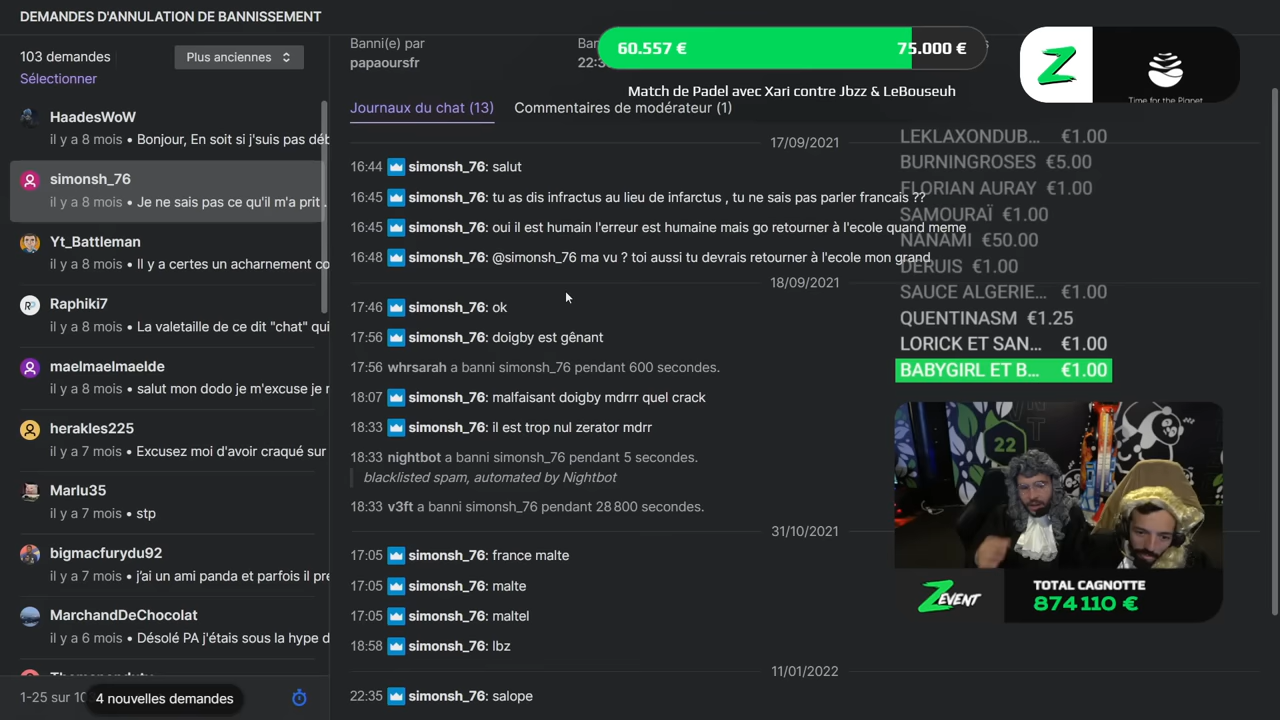 DEMANDES D'ANNULATION DE BANNISSEMENT
103 demandes
Plus anciennes
Sélectionner
HaadesWoW
il y a 8 mois • Bonjour, En soit si j'suis pas déb
simonsh_76
il y a 8 mois • Je ne sais pas ce qu'il m'a prit .
Yt_Battleman
il y a 8 mois • Il y a certes un acharnement co
Raphiki7
il y a 8 mois • La valetaille de ce dit "chat" qui
maelmaelmaelde
il y a 8 mois • salut mon dodo je m'excuse je r
herakles225
il y a 7 mois • Excusez moi d'avoir craqué sur
Marlu35
il y a 7 mois • stp
bigmacfurydu92
il y a 7 mois • j'ai un ami panda et parfois il pre
MarchandDeChocolat
il y a 6 mois • Désolé PA j'étais sous la hype d
1-25 sur 10
4 nouvelles demandes
Banni(e) par
papaoursfr
60.557 €
75.000 €
Match de Padel avec Xari contre Jbzz & LeBouseuh
Time for the Planet
Journaux du chat (13)
Commentaires de modérateur (1)
17/09/2021
16:44 simonsh_76: salut
16:45 simonsh_76: tu as dis infractus au lieu de infarctus , tu ne sais pas parler francais ??
16:45 simonsh_76: oui il est humain l'erreur est humaine mais go retourner à l'ecole quand meme
16:48 simonsh_76: @simonsh_76 ma vu ? toi aussi tu devrais retourner à l'ecole mon grand
18/09/2021
17:46 simonsh_76: ok
17:56 simonsh_76: doigby est gênant
17:56 whrsarah a banni simonsh_76 pendant 600 secondes.
18:07 simonsh_76: malfaisant doigby mdrrr quel crack
18:33 simonsh_76: il est trop nul zerator mdrr
18:33 nightbot a banni simonsh_76 pendant 5 secondes.
blacklisted spam, automated by Nightbot
18:33 v3ft a banni simonsh_76 pendant 28 800 secondes.
31/10/2021
17:05 simonsh_76: france malte
17:05 simonsh_76: malte
17:05 simonsh_76: maltel
18:58 simonsh_76: lbz
11/01/2022
22:35 simonsh_76: salope
LEKLAXONDUB... €1.00
BURNINGROSES €5.00
FLORIAN AURAY €1.00
SAMOURAÏ €1.00
NANAMI €50.00
DERUIS €1.00
SAUCE ALGERIE... €1.00
QUENTINASM €1.25
LORICK ET SAN... €1.00
BABYGIRL ET B... €1.00
22
ZEVENT
TOTAL CAGNOTTE
874 110 €